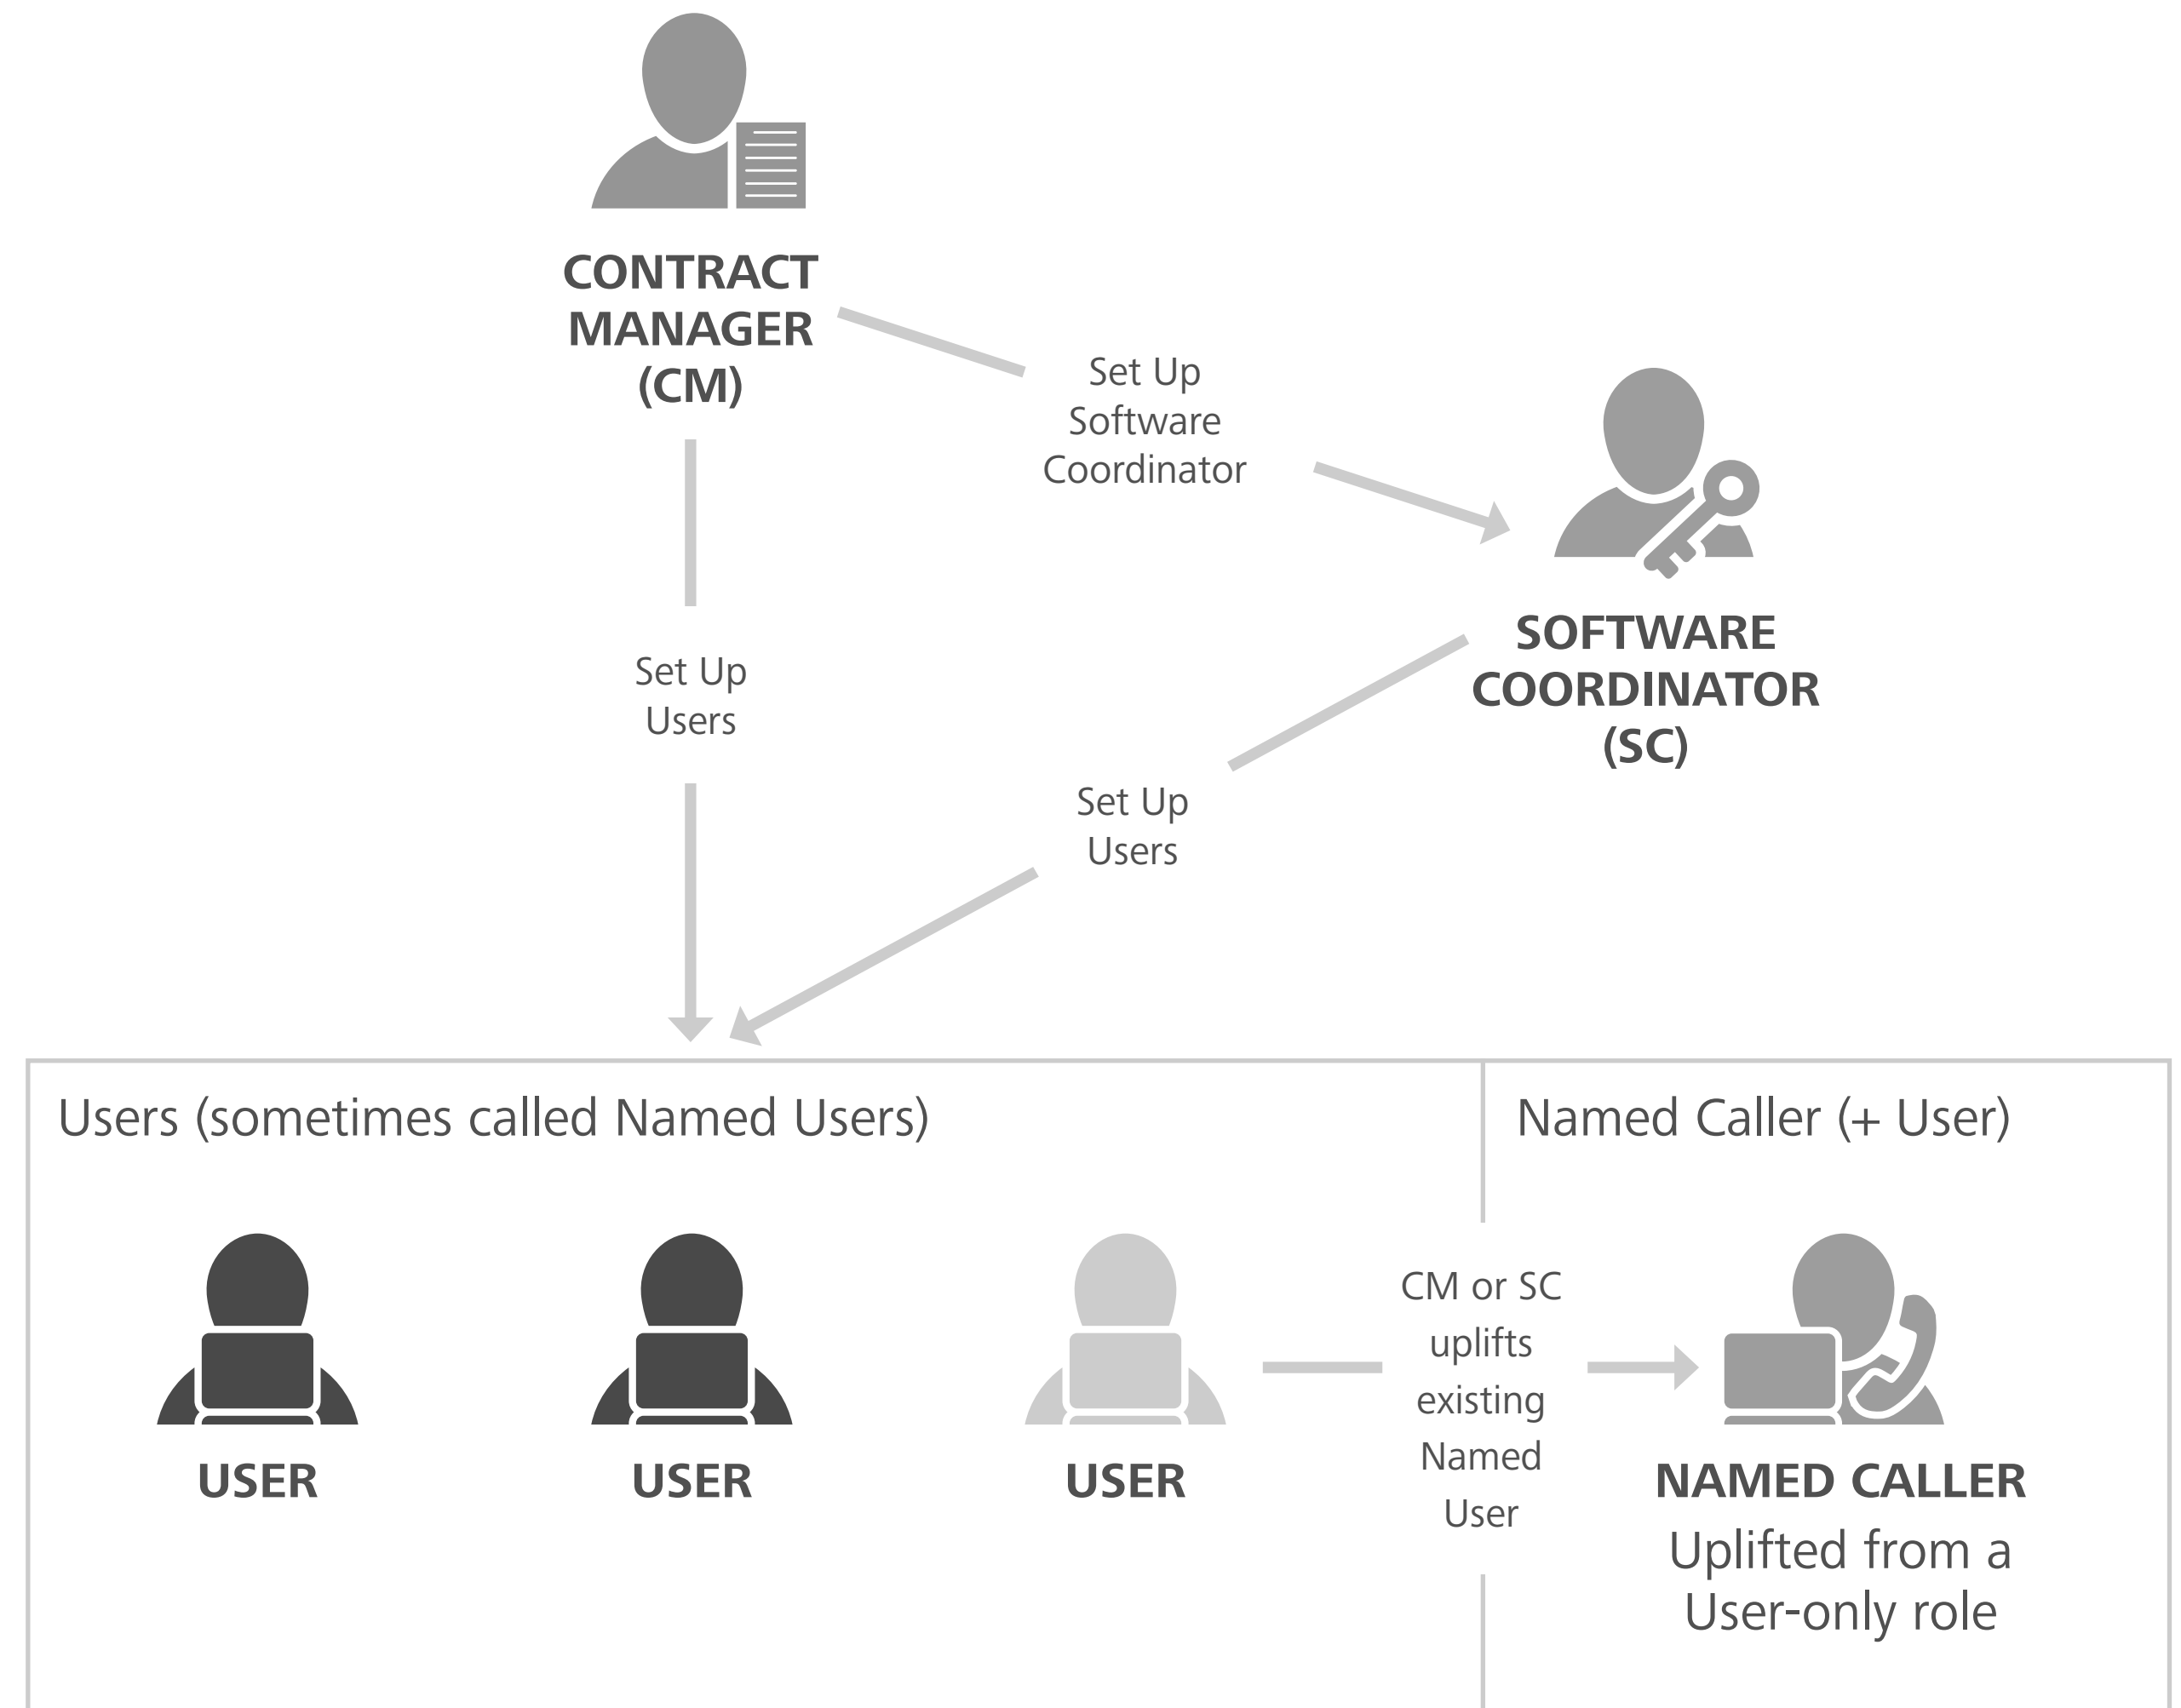 CONTRACT
MANAGER
(CM)
Set Up
Software
Coordinator
SOFTWARE
COORDINATOR
(SC)
Set Up
Users
Set Up
Users
Users (sometimes called Named Users)
Named Caller (+ User)
CM or SC
uplifts
existing
Named
User
USER
USER
USER
NAMED CALLER
Uplifted from a
User-only role